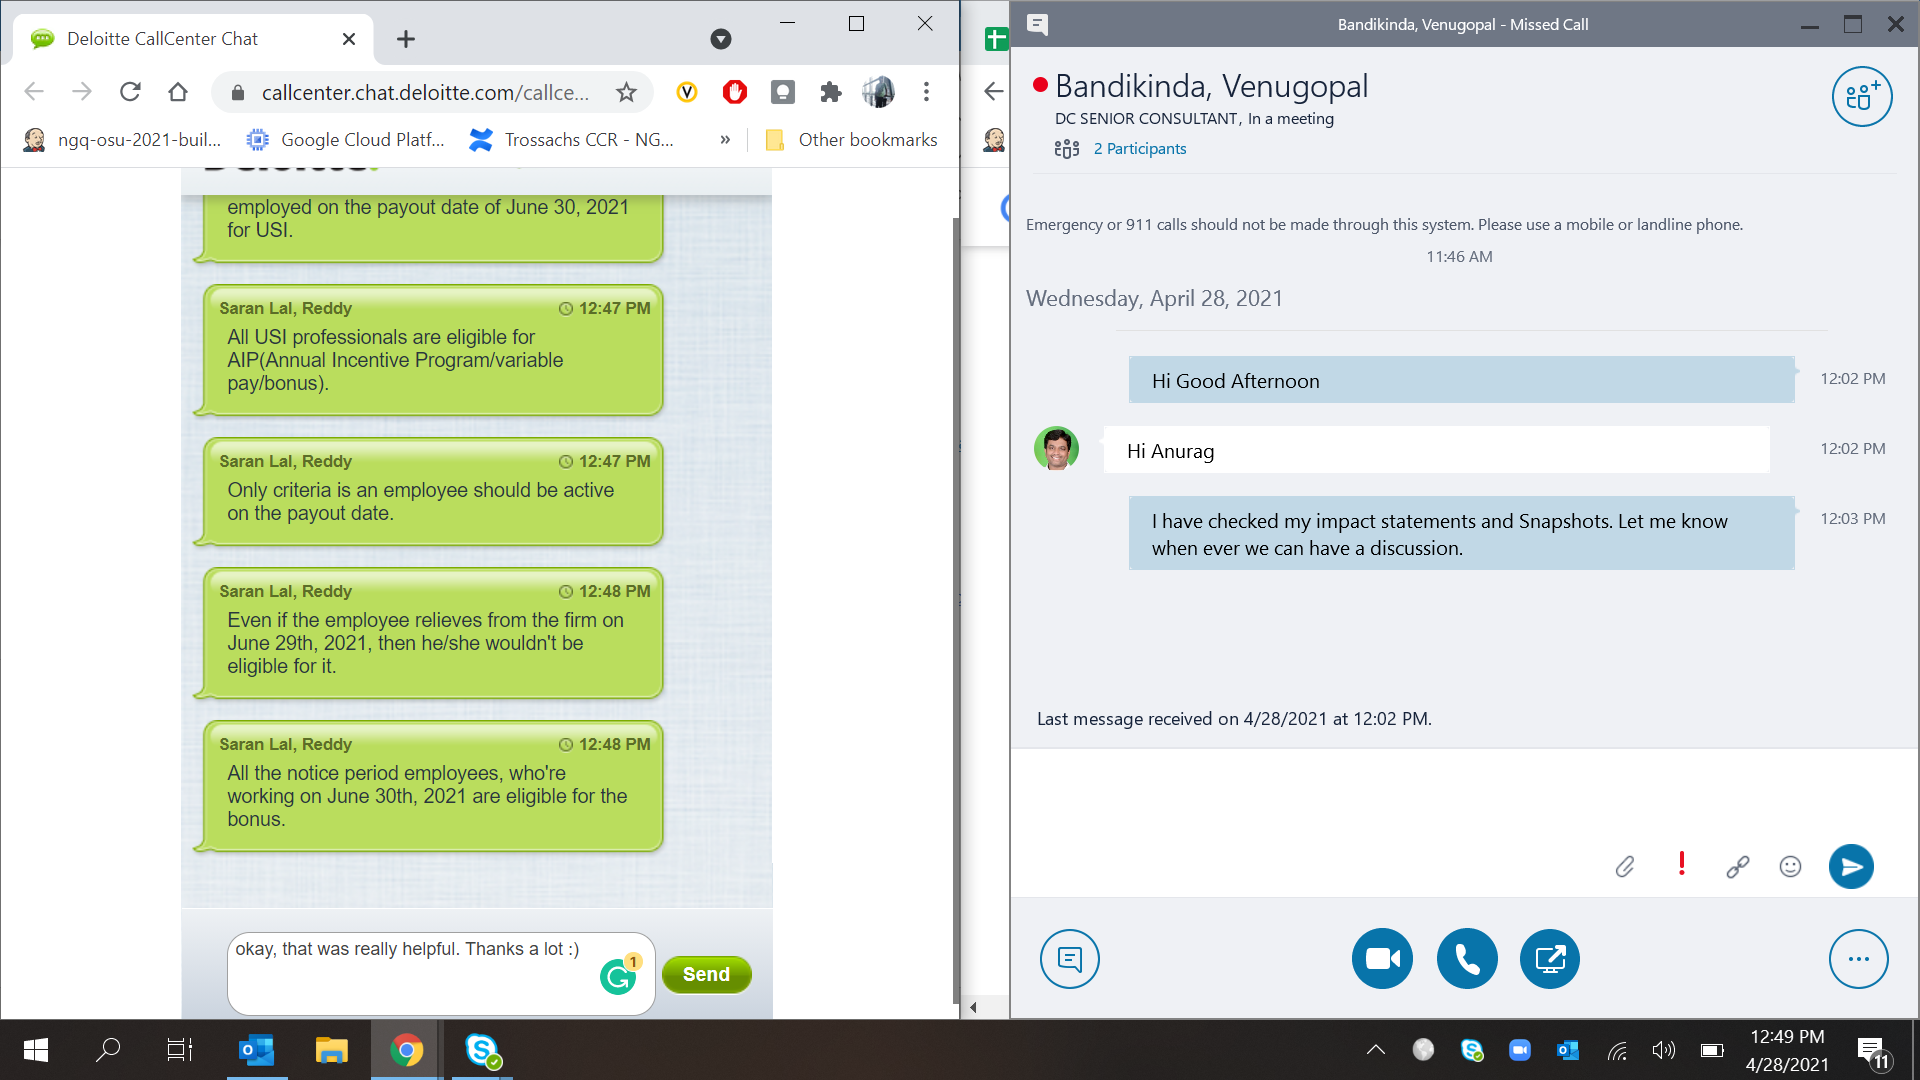 Deloitte CallCenter Chat
callcenter.chat.deloitte.com/callce...
ngq-osu-2021-buil...
Google Cloud Platf...
Trossachs CCR - NG...
»
Other bookmarks
Deloitte.
employed on the payout date of June 30, 2021
for USI.
Saran Lal, Reddy
12:47 PM
All USI professionals are eligible for
AIP(Annual Incentive Program/variable
pay/bonus).
Saran Lal, Reddy
12:47 PM
Only criteria is an employee should be active
on the payout date.
Saran Lal, Reddy
12:48 PM
Even if the employee relieves from the firm on
June 29th, 2021, then he/she wouldn't be
eligible for it.
Saran Lal, Reddy
12:48 PM
All the notice period employees, who're
working on June 30th, 2021 are eligible for the
bonus.
okay, that was really helpful. Thanks a lot :)
1
Send
Bandikinda, Venugopal - Missed Call
Bandikinda, Venugopal
DC SENIOR CONSULTANT, In a meeting
2 Participants
Emergency or 911 calls should not be made through this system. Please use a mobile or landline phone.
11:46 AM
Wednesday, April 28, 2021
Hi Good Afternoon
12:02 PM
Hi Anurag
12:02 PM
I have checked my impact statements and Snapshots. Let me know
when ever we can have a discussion.
12:03 PM
Last message received on 4/28/2021 at 12:02 PM.
12:49 PM
4/28/2021
11